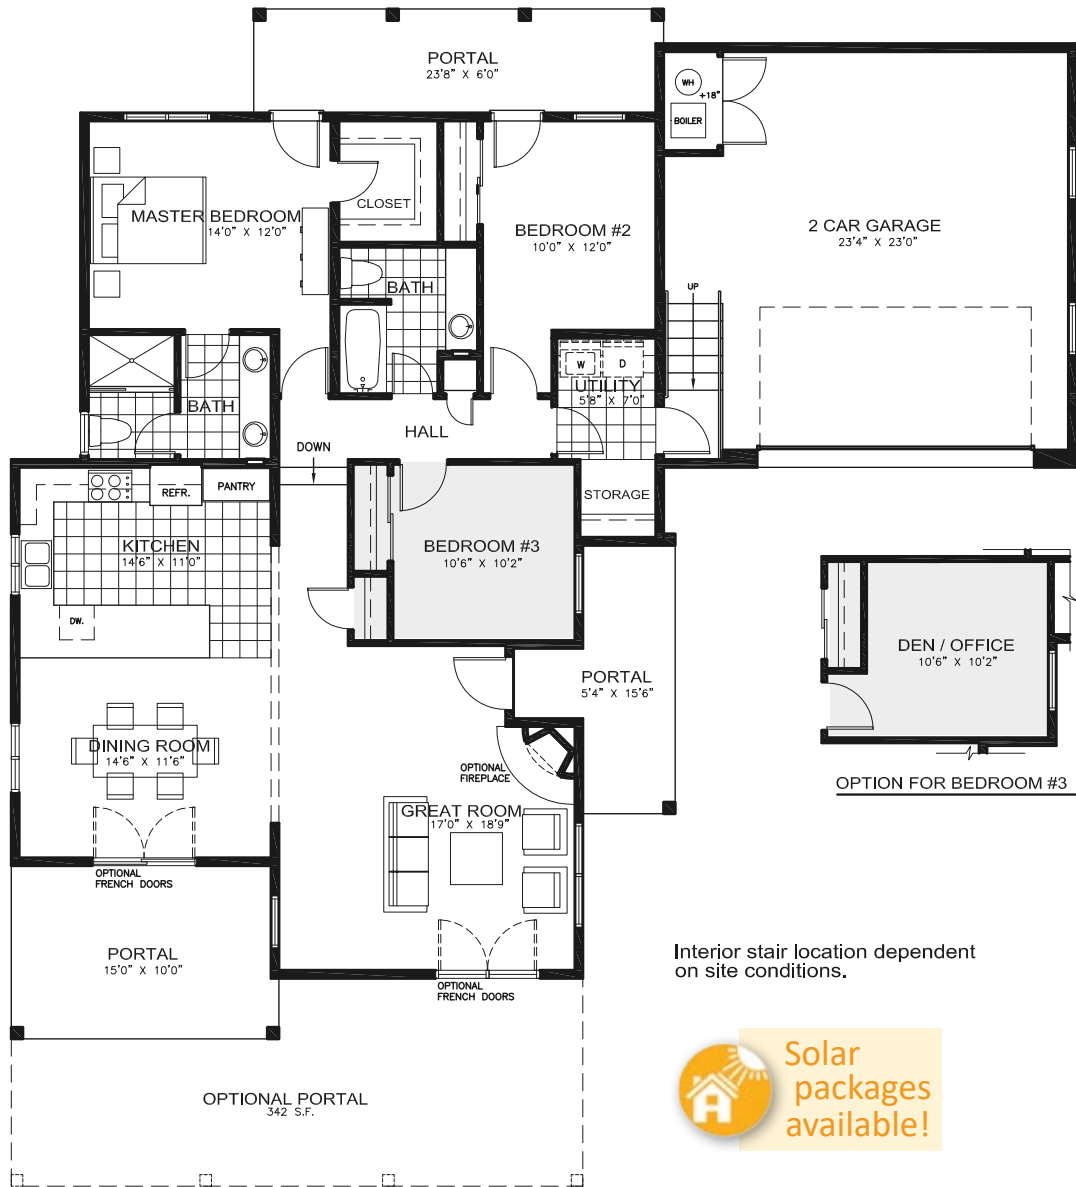 PORTAL
23'8" X 6'0"
WH
+18"
BOILER
CLOSET
MASTER BEDROOM
14'0" X 12'0"
BEDROOM #2
10'0" X 12'0"
2 CAR GARAGE
23'4" X 23'0"
BATH
UP
W
D
UTILITY
5'8" X 7'0"
BATH
HALL
DOWN
REFR.
PANTRY
STORAGE
KITCHEN
14'6" X 11'0"
BEDROOM #3
10'6" X 10'2"
DW.
DEN / OFFICE
10'6" X 10'2"
PORTAL
5'4" X 15'6"
DINING ROOM
14'6" X 11'6"
OPTIONAL
FIREPLACE
OPTION FOR BEDROOM #3
GREAT ROOM
17'0" X 18'9"
OPTIONAL
FRENCH DOORS
PORTAL
15'0" X 10'0"
Interior stair location dependent
on site conditions.
OPTIONAL
FRENCH DOORS
OPTIONAL PORTAL
342 S.F.
Solar
packages
available!